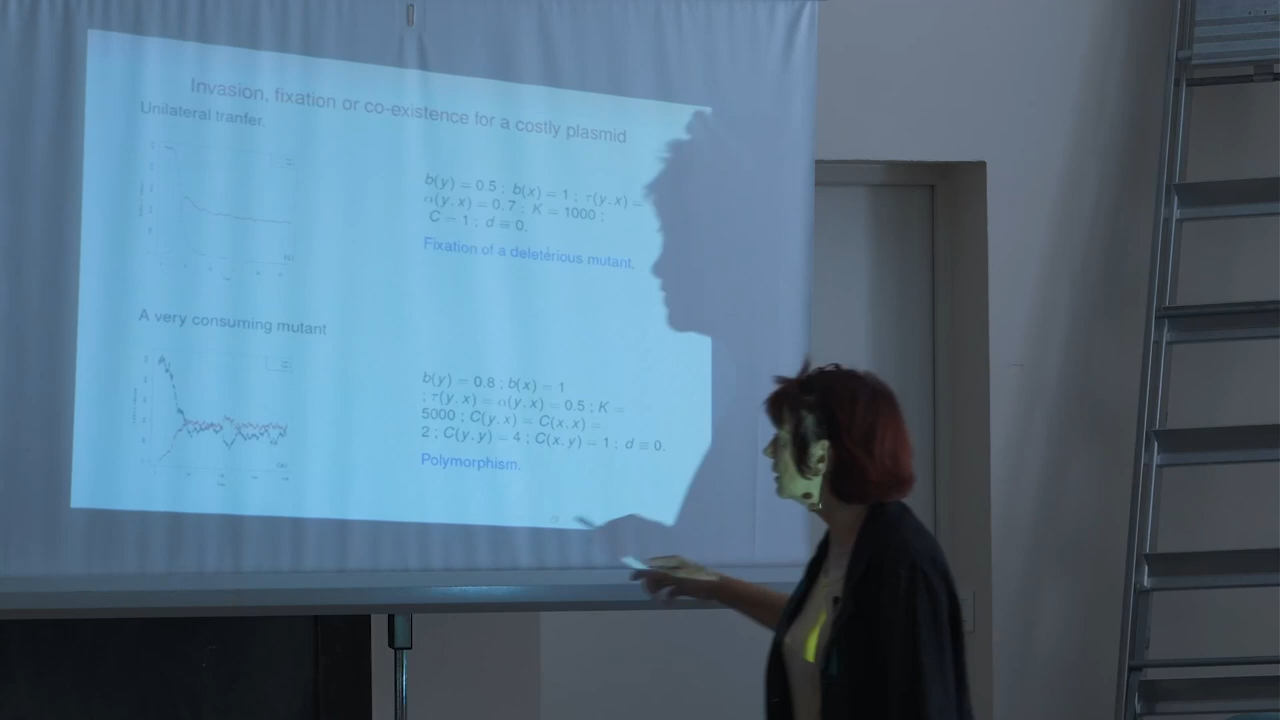 Invasion, fixation or co-existence for a costly plasmid
Unilateral tranfer.
b(y) = 0.5 ; b(x) = 1 ; τ(y, x) =
α(y, x) = 0.7 ; K = 1000 ;
C = 1 ; d ≡ 0.
Fixation of a deletérious mutant.
A very consuming mutant
b(y) = 0.8 ; b(x) = 1
; τ(y, x) = α(y, x) = 0.5 ; K =
5000 ; C(y, x) = C(x, x) =
2 ; C(y, y) = 4 ; C(x, y) = 1 ; d ≡ 0.
Polymorphism.